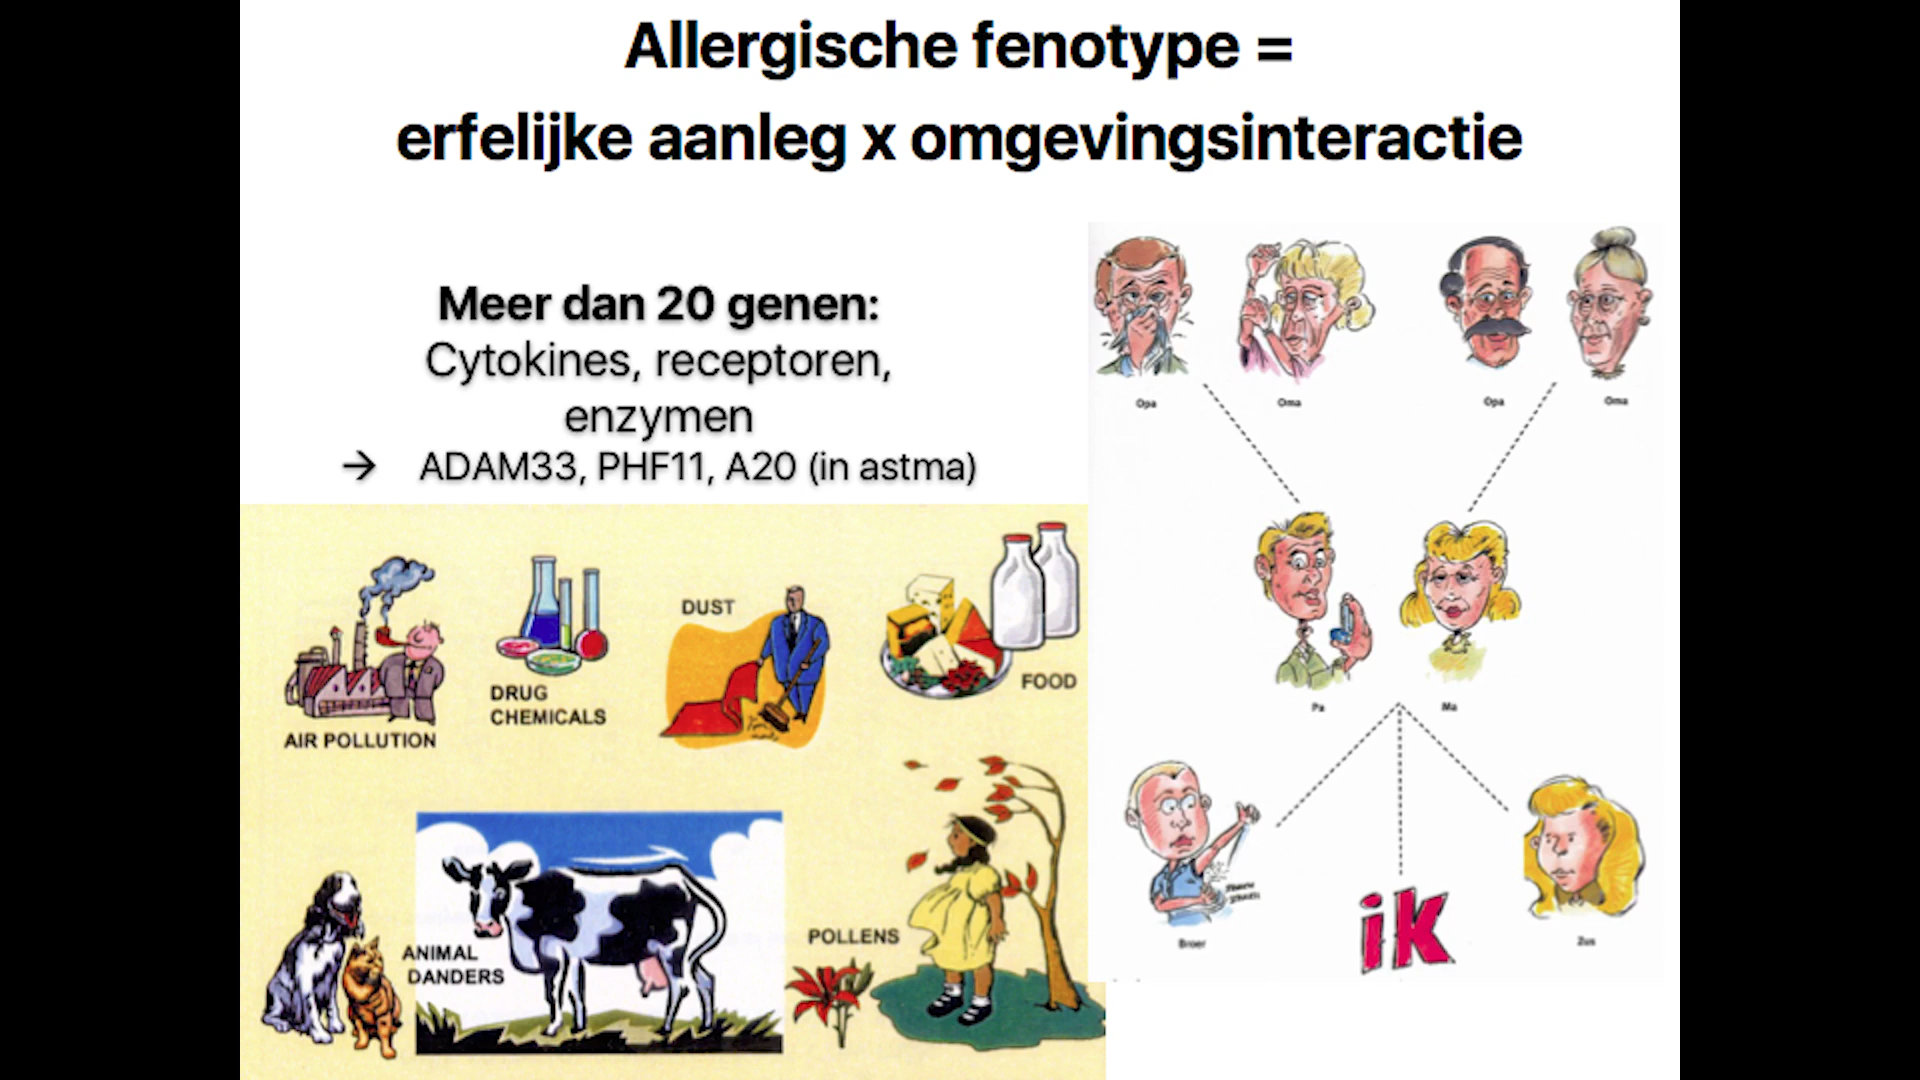 Allergische fenotype =
erfelijke aanleg x omgevingsinteractie
Meer dan 20 genen:
Cytokines, receptoren,
enzymen
→ ADAM33, PHF11, A20 (in astma)
AIR POLLUTION
DRUG
CHEMICALS
DUST
FOOD
ANIMAL
DANDERS
POLLENS
Opa
Oma
Opa
Oma
Pa
Ma
Broer
ik
Zus